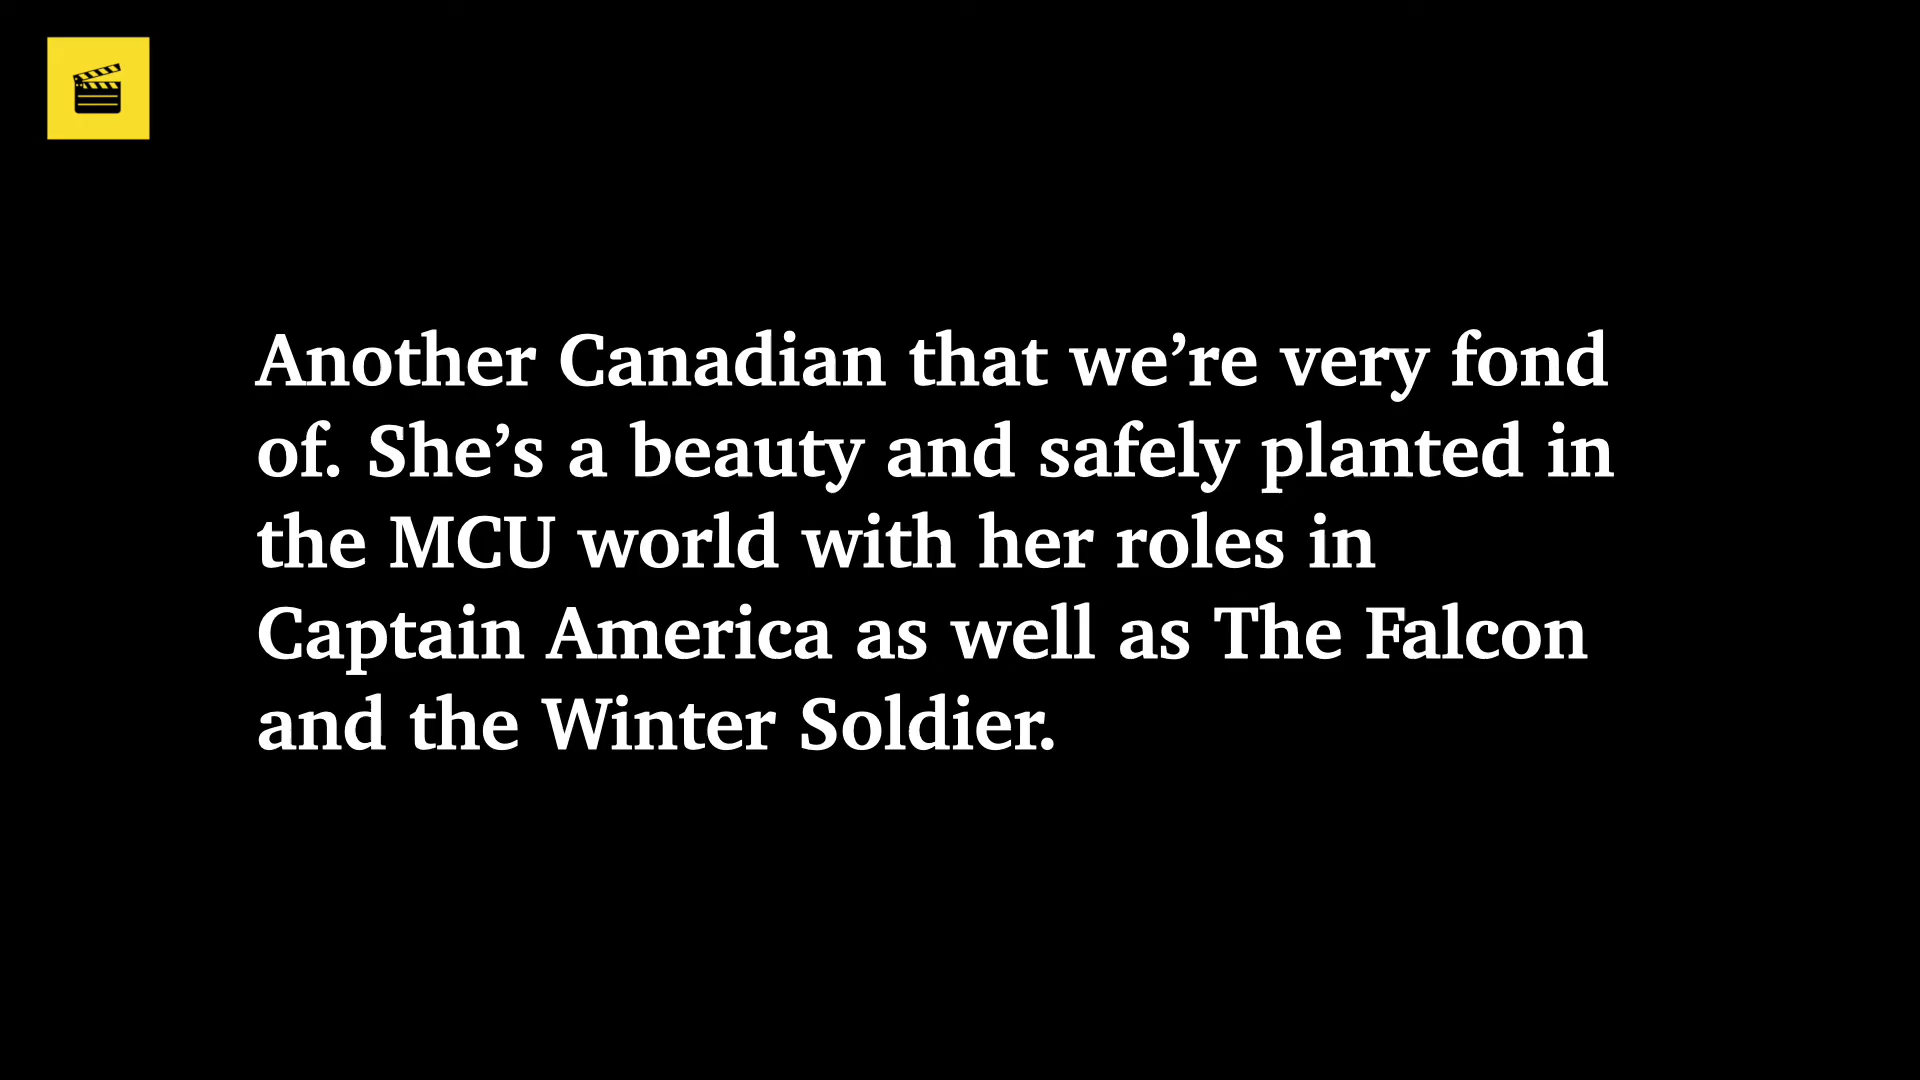 Another Canadian that we’re very fond
of. She’s a beauty and safely planted in
the MCU world with her roles in
Captain America as well as The Falcon
and the Winter Soldier.